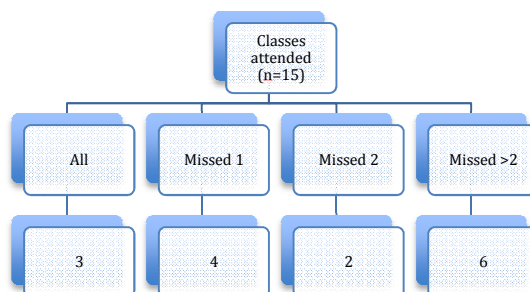 Classes
attended
(n=15)
All
Missed 1
Missed 2
Missed >2
3
4
2
6